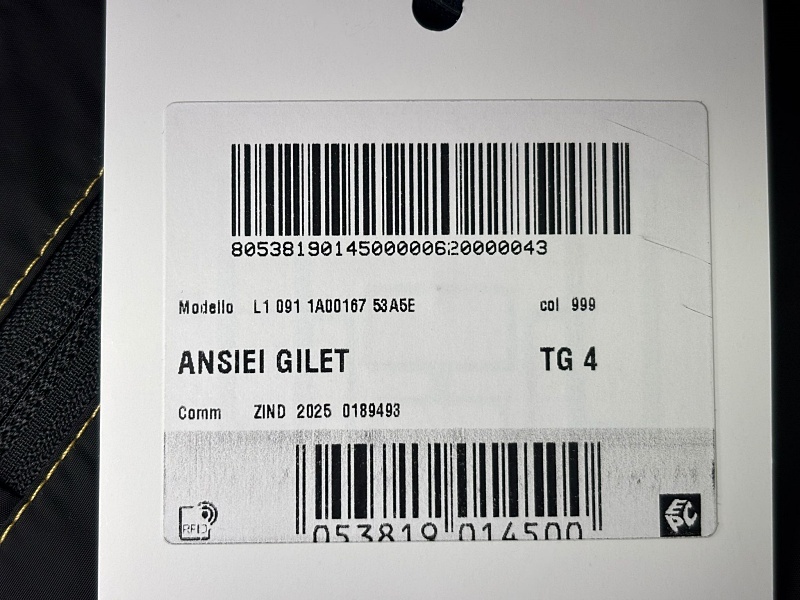 8053819014500000620000043
Modello L1 091 1A00167 53A5E col 999
ANSIEI GILET TG 4
Comm ZIND 2025 0189493
053819 014500
RFID
EPC